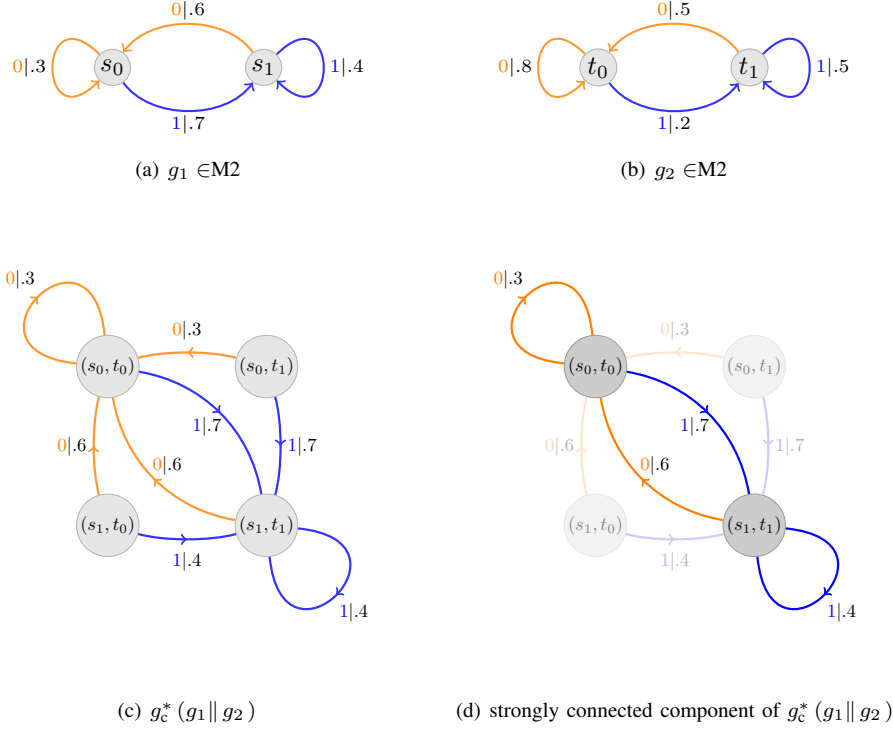 0|.6
0|.3
s₀
s₁
1|.4
1|.7
(a) g₁ ∈M2
0|.5
0|.8
t₀
t₁
1|.5
1|.2
(b) g₂ ∈M2
0|.3
(s₀, t₀)
0|.3
(s₀, t₁)
1|.7
1|.7
0|.6
0|.6
(s₁, t₀)
1|.4
(s₁, t₁)
1|.4
(c) g*c (g₁‖ g₂)
0|.3
(s₀, t₀)
0|.3
(s₀, t₁)
1|.7
1|.7
0|.6
0|.6
(s₁, t₀)
1|.4
(s₁, t₁)
1|.4
(d) strongly connected component of g*c (g₁‖ g₂)